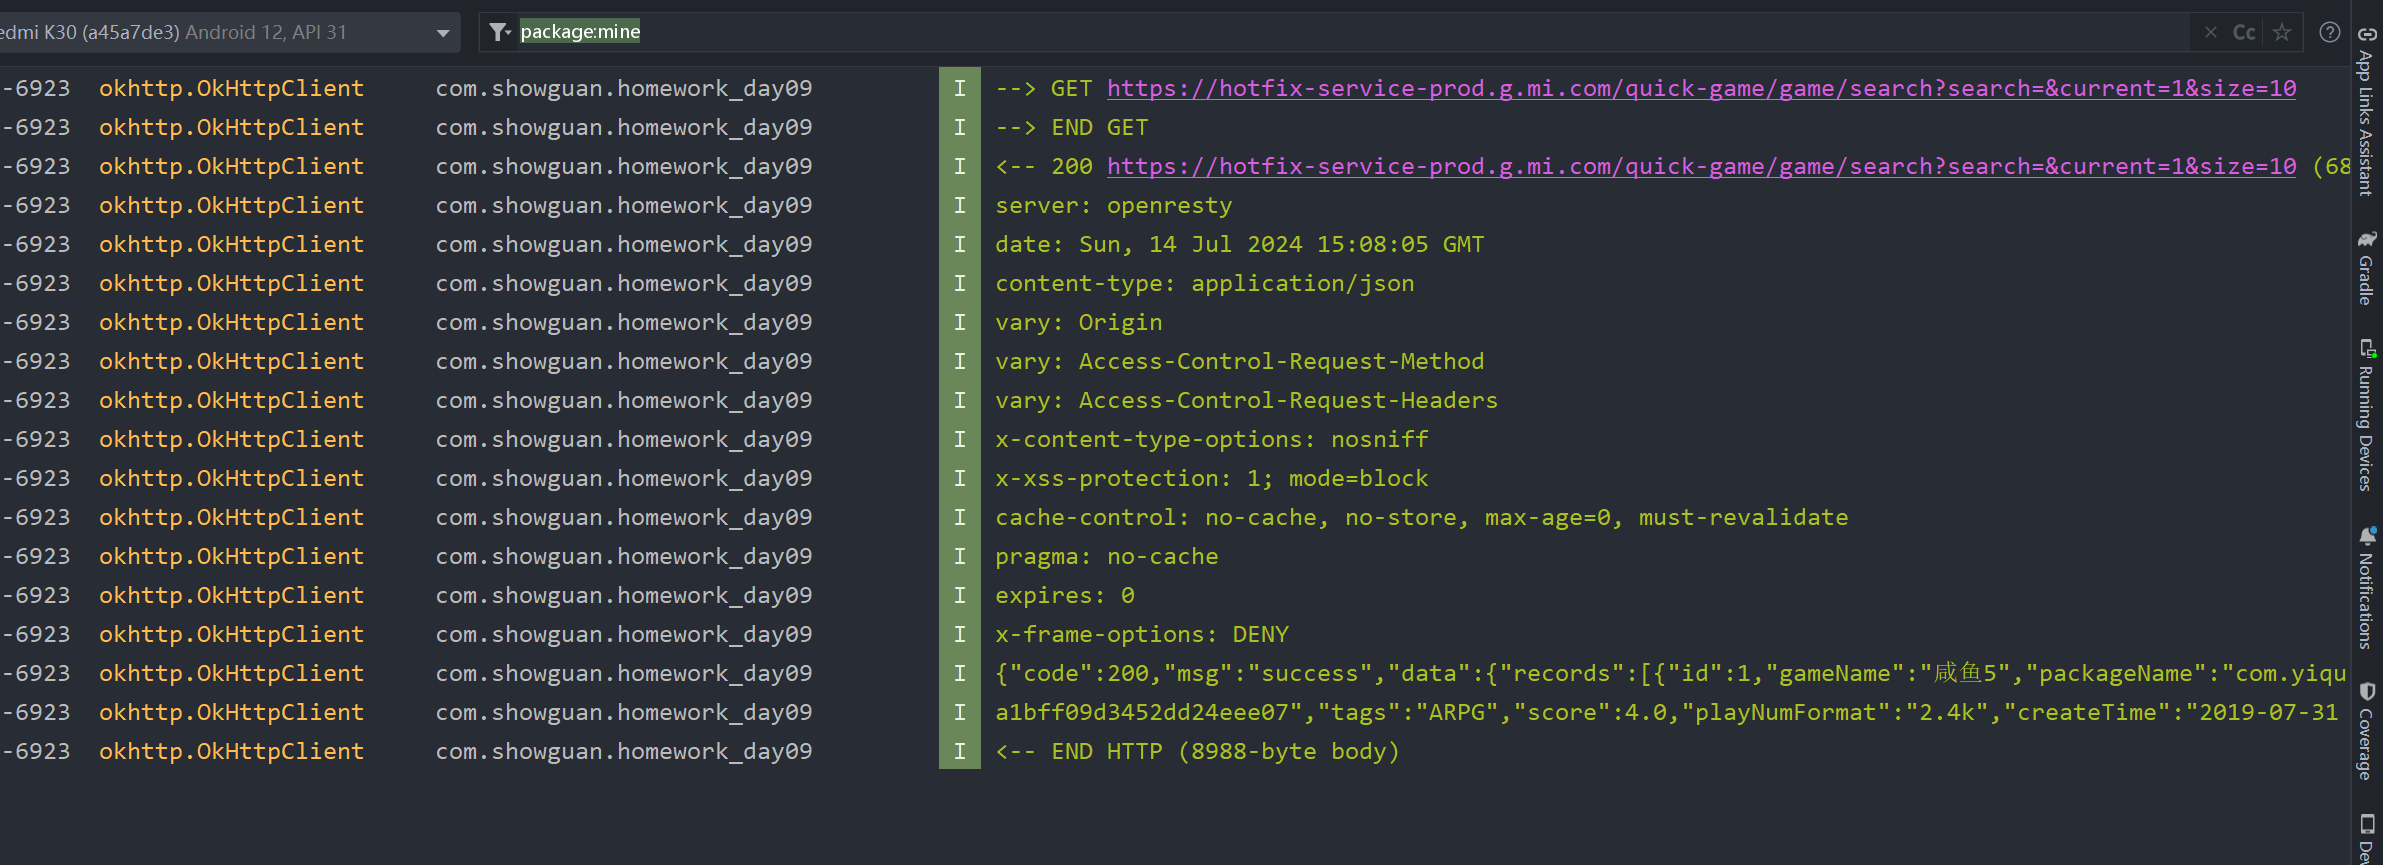 edmi K30 (a45a7de3) Android 12, API 31
package:mine
Cc
-6923 okhttp.OkHttpClient com.showguan.homework_day09 I --> GET https://hotfix-service-prod.g.mi.com/quick-game/game/search?search=&current=1&size=10
-6923 okhttp.OkHttpClient com.showguan.homework_day09 I --> END GET
-6923 okhttp.OkHttpClient com.showguan.homework_day09 I <-- 200 https://hotfix-service-prod.g.mi.com/quick-game/game/search?search=&current=1&size=10 (68
-6923 okhttp.OkHttpClient com.showguan.homework_day09 I server: openresty
-6923 okhttp.OkHttpClient com.showguan.homework_day09 I date: Sun, 14 Jul 2024 15:08:05 GMT
-6923 okhttp.OkHttpClient com.showguan.homework_day09 I content-type: application/json
-6923 okhttp.OkHttpClient com.showguan.homework_day09 I vary: Origin
-6923 okhttp.OkHttpClient com.showguan.homework_day09 I vary: Access-Control-Request-Method
-6923 okhttp.OkHttpClient com.showguan.homework_day09 I vary: Access-Control-Request-Headers
-6923 okhttp.OkHttpClient com.showguan.homework_day09 I x-content-type-options: nosniff
-6923 okhttp.OkHttpClient com.showguan.homework_day09 I x-xss-protection: 1; mode=block
-6923 okhttp.OkHttpClient com.showguan.homework_day09 I cache-control: no-cache, no-store, max-age=0, must-revalidate
-6923 okhttp.OkHttpClient com.showguan.homework_day09 I pragma: no-cache
-6923 okhttp.OkHttpClient com.showguan.homework_day09 I expires: 0
-6923 okhttp.OkHttpClient com.showguan.homework_day09 I x-frame-options: DENY
-6923 okhttp.OkHttpClient com.showguan.homework_day09 I {"code":200,"msg":"success","data":{"records":[{"id":1,"gameName":"咸鱼5","packageName":"com.yiqu
-6923 okhttp.OkHttpClient com.showguan.homework_day09 I a1bff09d3452dd24eee07","tags":"ARPG","score":4.0,"playNumFormat":"2.4k","createTime":"2019-07-31
-6923 okhttp.OkHttpClient com.showguan.homework_day09 I <-- END HTTP (8988-byte body)
App Links Assistant
Gradle
Running Devices
Notifications
Coverage
Dev